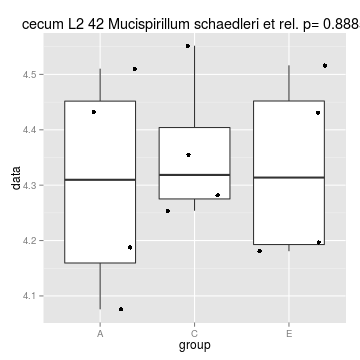 cecum L2 42 Mucispirillum schaedleri et rel. p= 0.888
data
4.5
4.4
4.3
4.2
4.1
A C E
group